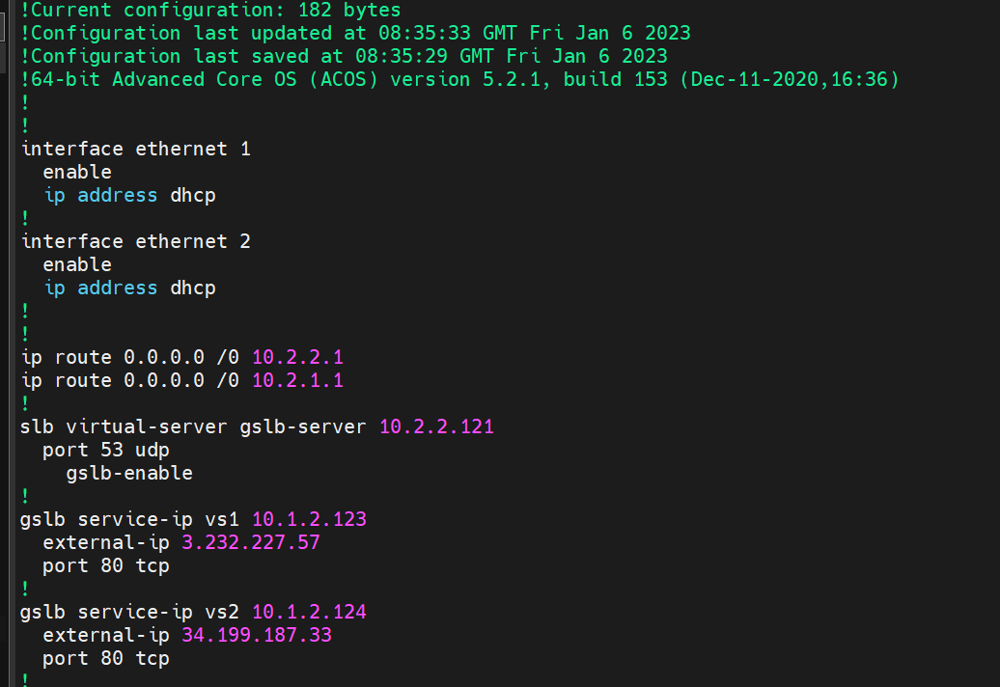 !Current configuration: 182 bytes
!Configuration last updated at 08:35:33 GMT Fri Jan 6 2023
!Configuration last saved at 08:35:29 GMT Fri Jan 6 2023
!64-bit Advanced Core OS (ACOS) version 5.2.1, build 153 (Dec-11-2020,16:36)
!
!
interface ethernet 1
  enable
  ip address dhcp
!
interface ethernet 2
  enable
  ip address dhcp
!
!
ip route 0.0.0.0 /0 10.2.2.1
ip route 0.0.0.0 /0 10.2.1.1
!
slb virtual-server gslb-server 10.2.2.121
  port 53 udp
    gslb-enable
!
gslb service-ip vs1 10.1.2.123
  external-ip 3.232.227.57
  port 80 tcp
!
gslb service-ip vs2 10.1.2.124
  external-ip 34.199.187.33
  port 80 tcp
!